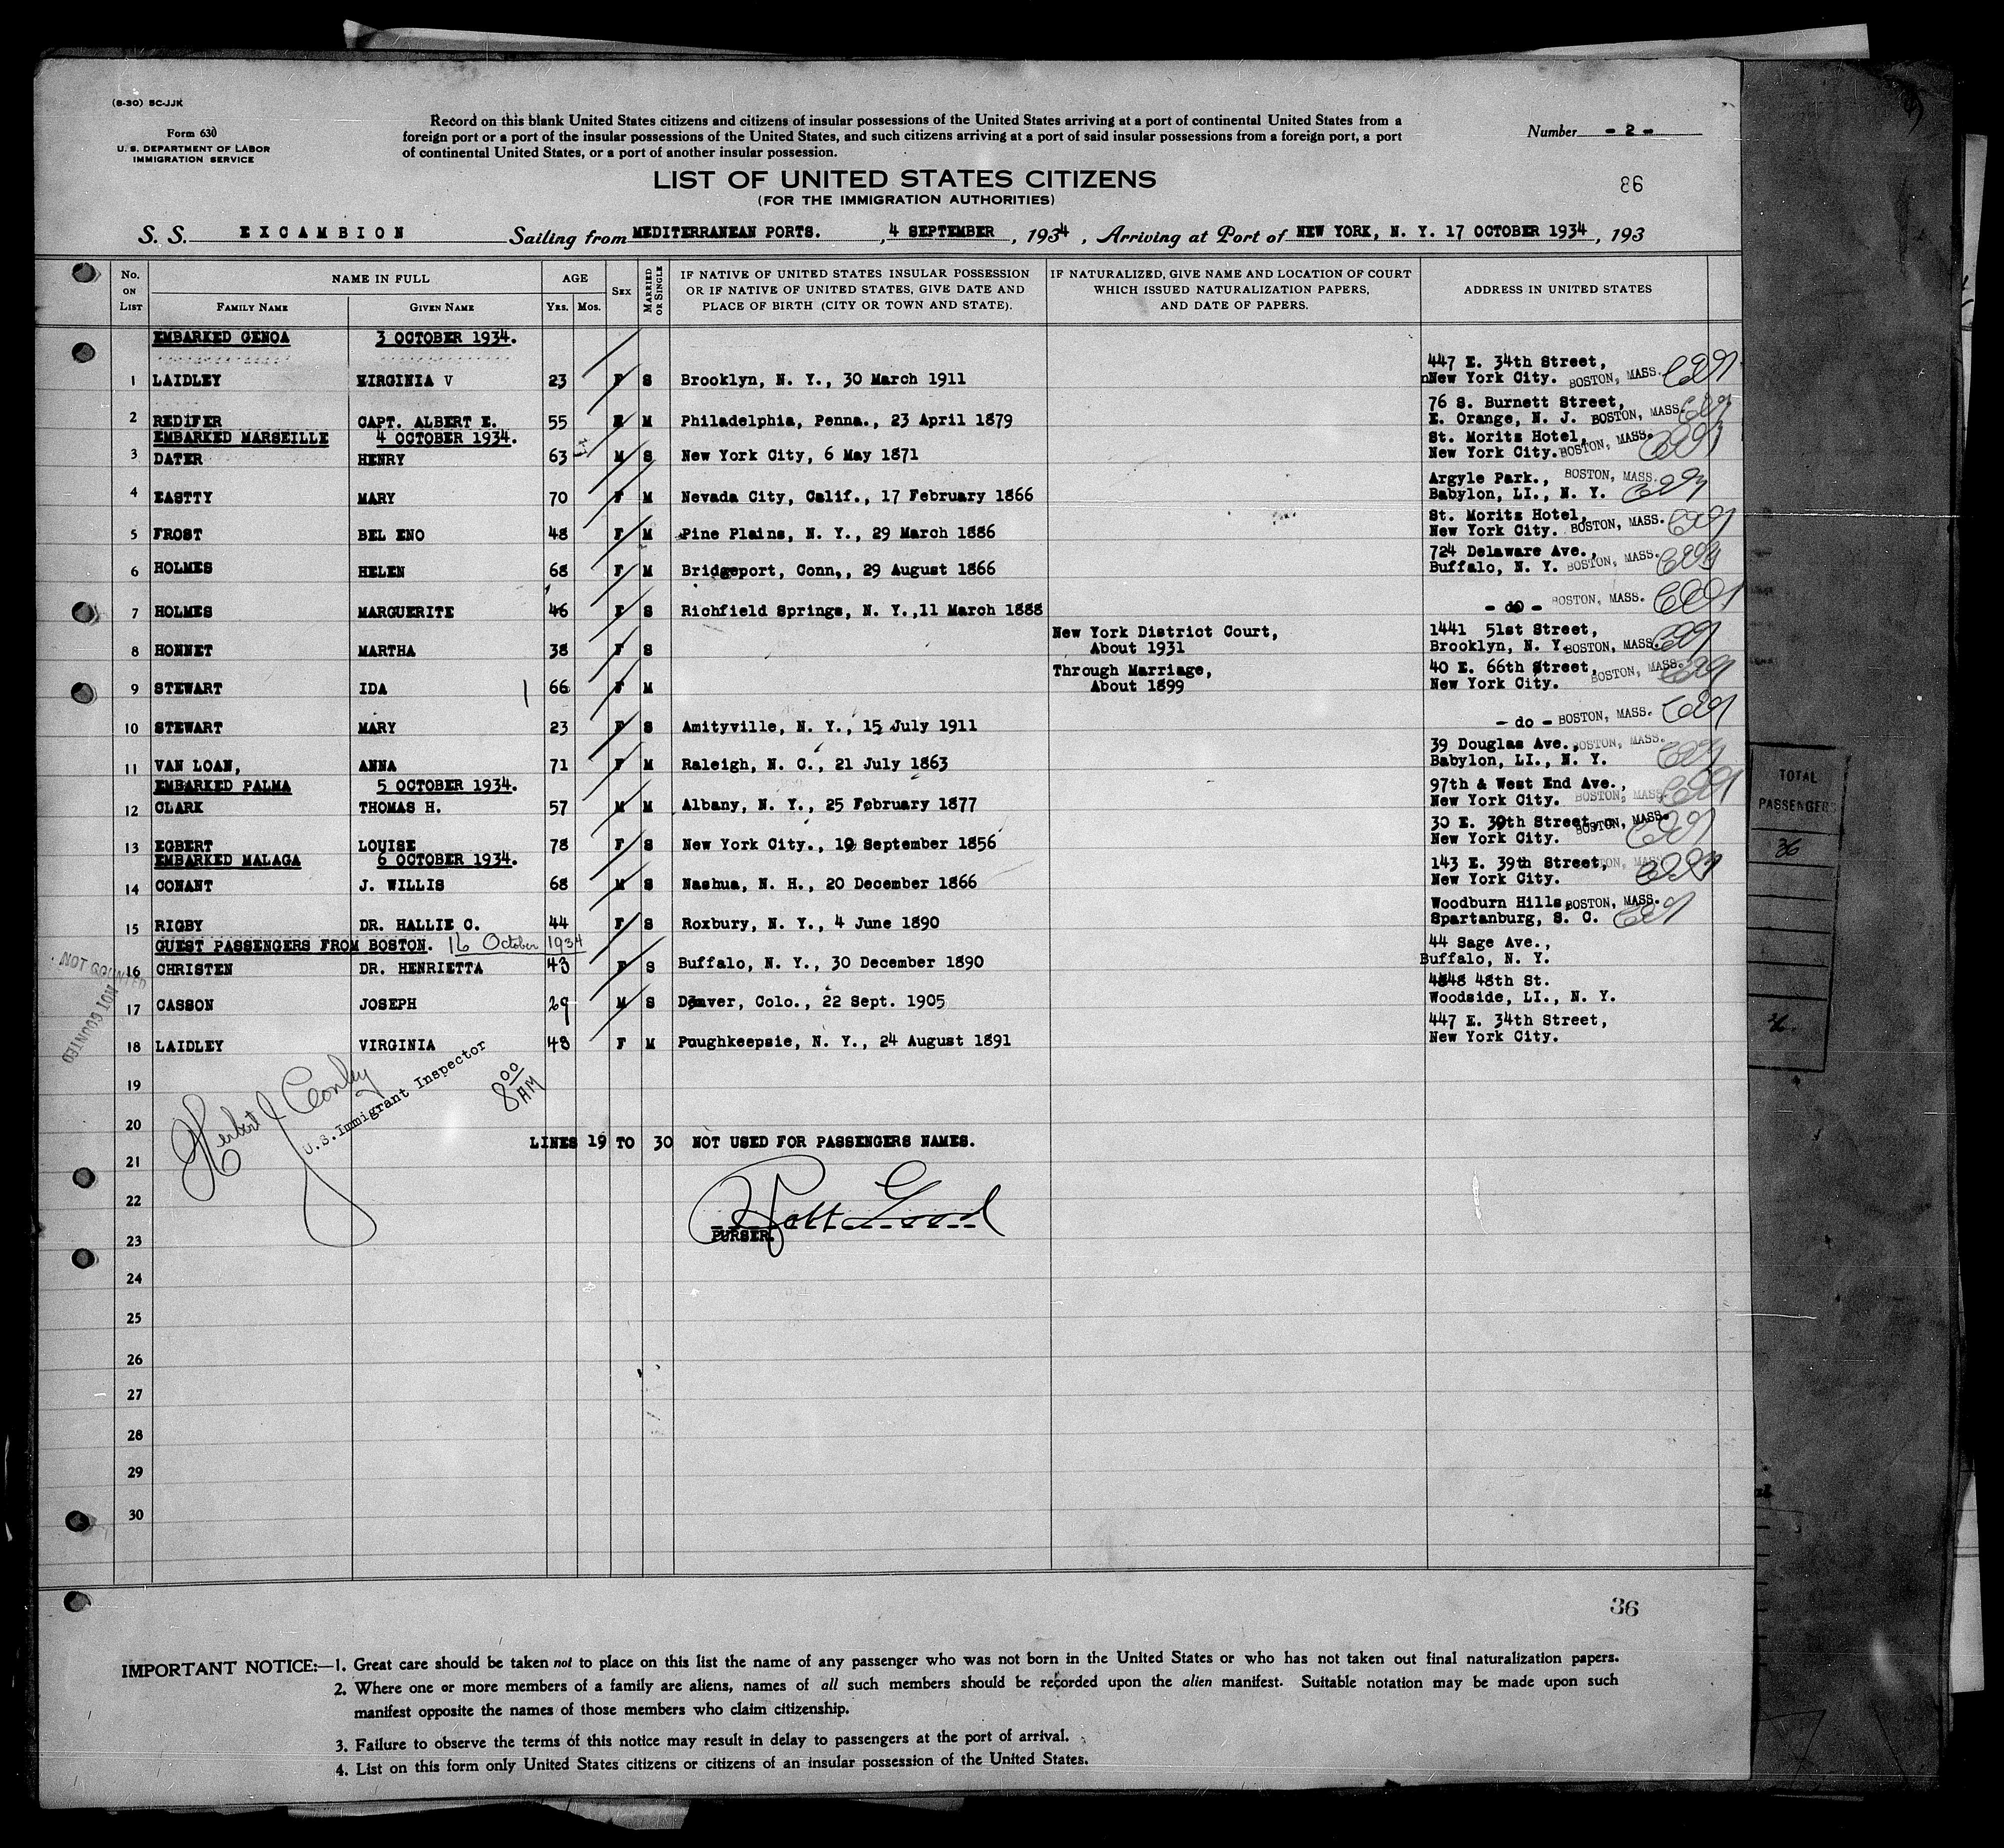 (8-30) SC-JJK
Form 630
U. S. DEPARTMENT OF LABOR
IMMIGRATION SERVICE
Record on this blank United States citizens and citizens of insular possessions of the United States arriving at a port of continental United States from a
foreign port or a port of the insular possessions of the United States, and such citizens arriving at a port of said insular possessions from a foreign port, a port
of continental United States, or a port of another insular possession.
Number - 2 -
LIST OF UNITED STATES CITIZENS
(FOR THE IMMIGRATION AUTHORITIES)
86
S. S. EXCAMBION Sailing from MEDITERRANEAN PORTS. , 4 SEPTEMBER , 1934 , Arriving at Port of NEW YORK, N. Y. 17 OCTOBER 1934 , 193
No. on List NAME IN FULL Family Name Given Name AGE Yrs. Mos. Sex Married or Single
IF NATIVE OF UNITED STATES INSULAR POSSESSION OR IF NATIVE OF UNITED STATES, GIVE DATE AND PLACE OF BIRTH (CITY OR TOWN AND STATE).
IF NATURALIZED, GIVE NAME AND LOCATION OF COURT WHICH ISSUED NATURALIZATION PAPERS, AND DATE OF PAPERS.
ADDRESS IN UNITED STATES
EMBARKED GENOA 3 OCTOBER 1934.
447 E. 34th Street,
1 LAIDLEY VIRGINIA V 23 F S Brooklyn, N. Y., 30 March 1911 New York City. BOSTON, MASS.
76 S. Burnett Street,
2 REDIFER CAPT. ALBERT E. 55 M Philadelphia, Penna., 23 April 1879 E. Orange, N. J. BOSTON, MASS.
EMBARKED MARSEILLE 4 OCTOBER 1934. St. Moritz Hotel,
3 DATER HENRY 63 M S New York City, 6 May 1871 New York City. BOSTON, MASS.
Argyle Park., BOSTON, MASS.
4 EASTTY MARY 70 F M Nevada City, Calif., 17 February 1866 Babylon, LI., N. Y.
St. Moritz Hotel,
5 FROST BEL ENO 48 F M Pine Plains, N. Y., 29 March 1886 New York City. BOSTON, MASS.
724 Delaware Ave.,
6 HOLMES HELEN 68 F M Bridgeport, Conn,, 29 August 1866 Buffalo, N. Y. BOSTON, MASS.
7 HOLMES MARGUERITE 46 F S Richfield Springs, N. Y.,11 March 1888 - do - BOSTON, MASS.
New York District Court, 1441 51st Street,
8 HONNET MARTHA 38 F S About 1931 Brooklyn, N. Y. BOSTON, MASS.
Through Marriage, 40 E. 66th Street,
9 STEWART IDA 66 F M About 1899 New York City. BOSTON, MASS.
10 STEWART MARY 23 F S Amityville, N. Y., 15 July 1911 - do - BOSTON, MASS.
39 Douglas Ave., BOSTON, MASS.
11 VAN LOAN, ANNA 71 F M Raleigh, N. C., 21 July 1863 Babylon, LI., N. Y.
EMBARKED PALMA 5 OCTOBER 1934. 97th & West End Ave.,
12 CLARK THOMAS H. 57 M M Albany, N. Y., 25 February 1877 New York City. BOSTON, MASS.
30 E. 39th Street, BOSTON, MASS.
13 EGBERT LOUISE 78 F S New York City., 19 September 1856 New York City.
EMBARKED MALAGA 6 OCTOBER 1934. 143 E. 39th Street,
14 CONANT J. WILLIS 68 M S Nashua, N. H., 20 December 1866 New York City.
Woodburn Hills, BOSTON, MASS.
15 RIGBY DR. HALLIE C. 44 F S Roxbury, N. Y., 4 June 1890 Spartanburg, S. C.
GUEST PASSENGERS FROM BOSTON. 16 October 1934 44 Sage Ave.,
16 CHRISTEN DR. HENRIETTA 43 F S Buffalo, N. Y., 30 December 1890 Buffalo, N. Y.
NOT COUNTED
NOT COUNTED
4848 48th St.
17 CASSON JOSEPH 29 M S Denver, Colo., 22 Sept. 1905 Woodside, LI., N. Y.
447 E. 34th Street,
18 LAIDLEY VIRGINIA 43 F M Poughkeepsie, N. Y., 24 August 1891 New York City.
19
Herbert J Conley
U.S. Immigrant Inspector
8 00 AM
20
LINES 19 TO 30 NOT USED FOR PASSENGERS NAMES.
21
22
PURSER.
23
24
25
26
27
28
29
30
TOTAL
PASSENGERS
36
36.
36
IMPORTANT NOTICE:—1. Great care should be taken not to place on this list the name of any passenger who was not born in the United States or who has not taken out final naturalization papers.
2. Where one or more members of a family are aliens, names of all such members should be recorded upon the alien manifest. Suitable notation may be made upon such
manifest opposite the names of those members who claim citizenship.
3. Failure to observe the terms of this notice may result in delay to passengers at the port of arrival.
4. List on this form only United States citizens or citizens of an insular possession of the United States.